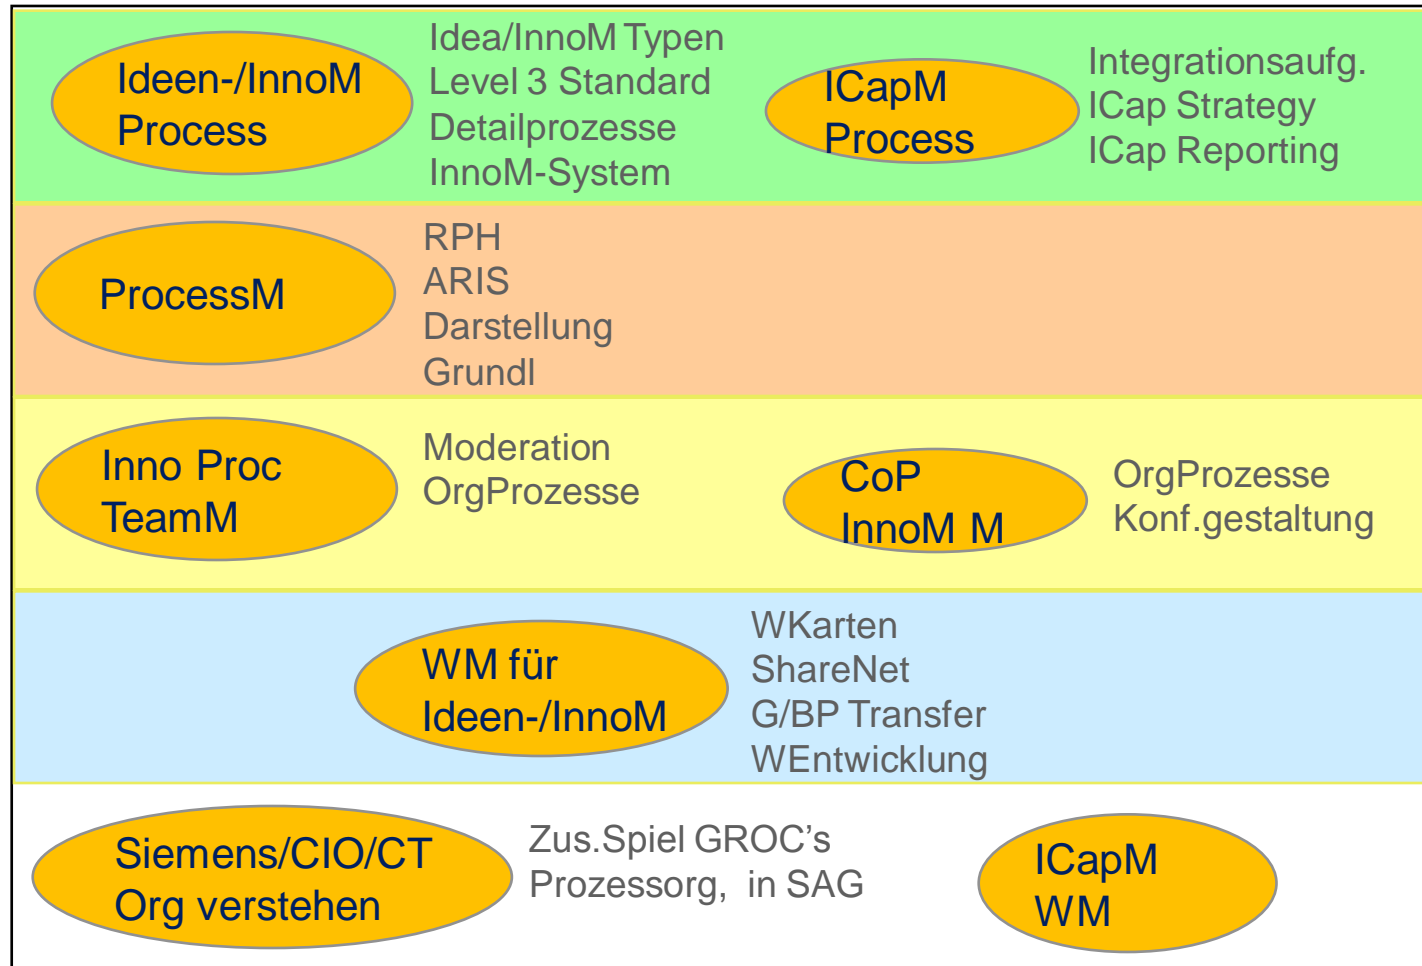 Ideen-/InnoM
Process
Idea/InnoM Typen
Level 3 Standard
Detailprozesse
InnoM-System
ICapM
Process
Integrationsaufg.
ICap Strategy
ICap Reporting
ProcessM
RPH
ARIS
Darstellung
Grundl
Inno Proc
TeamM
Moderation
OrgProzesse
CoP
InnoM M
OrgProzesse
Konf.gestaltung
WM für
Ideen-/InnoM
WKarten
ShareNet
G/BP Transfer
WEntwicklung
Siemens/CIO/CT
Org verstehen
Zus.Spiel GROC’s
Prozessorg, in SAG
ICapM
WM